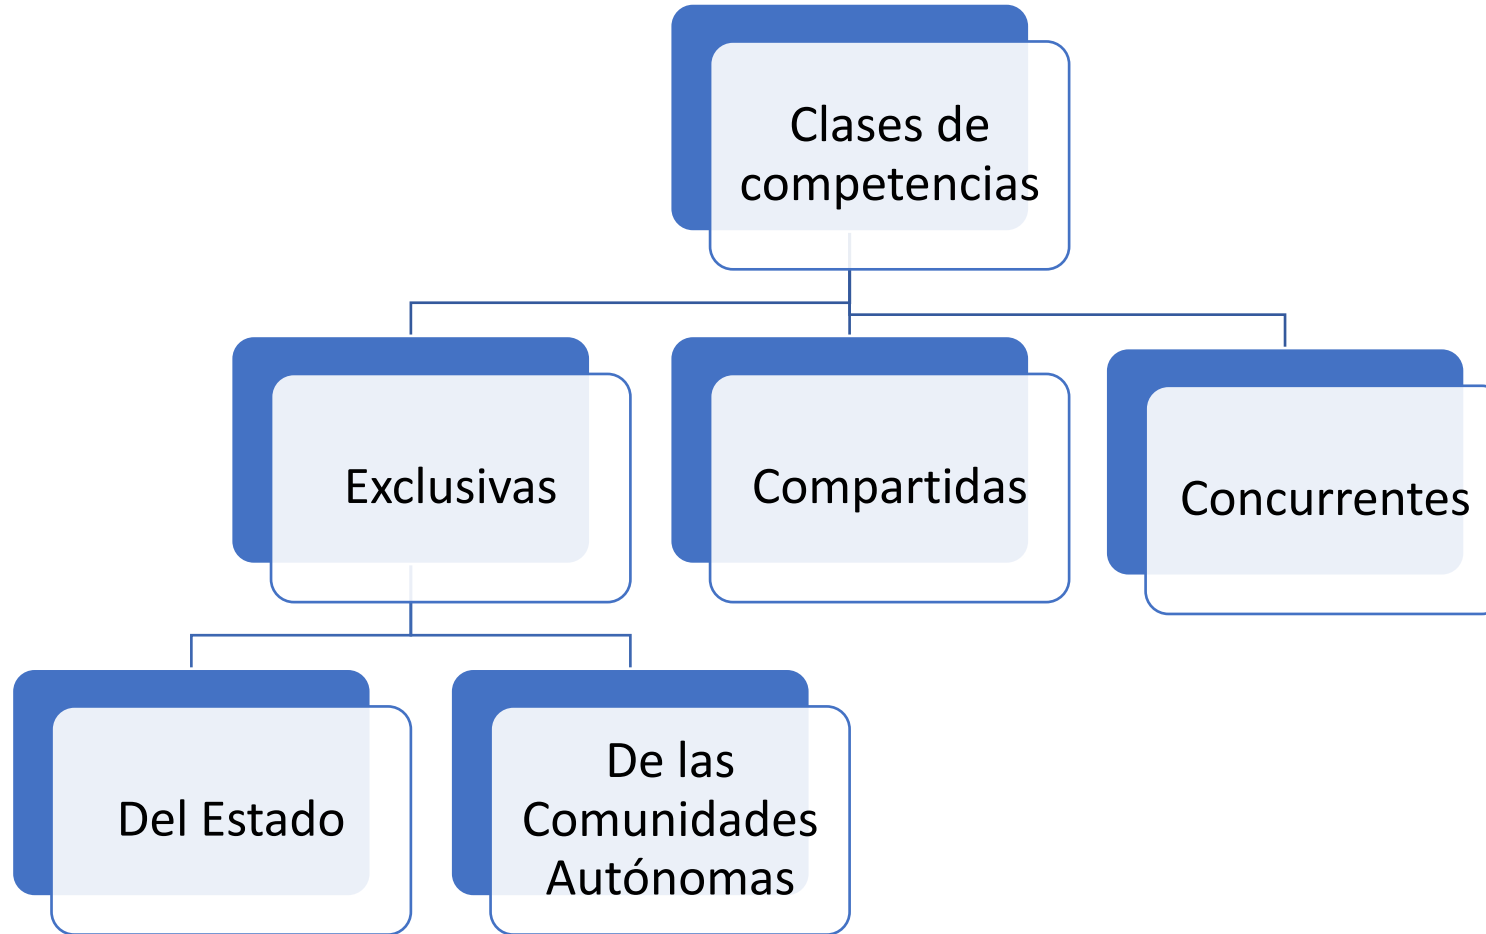 Clases de
competencias
Exclusivas
Compartidas
Concurrentes
Del Estado
De las
Comunidades
Autónomas